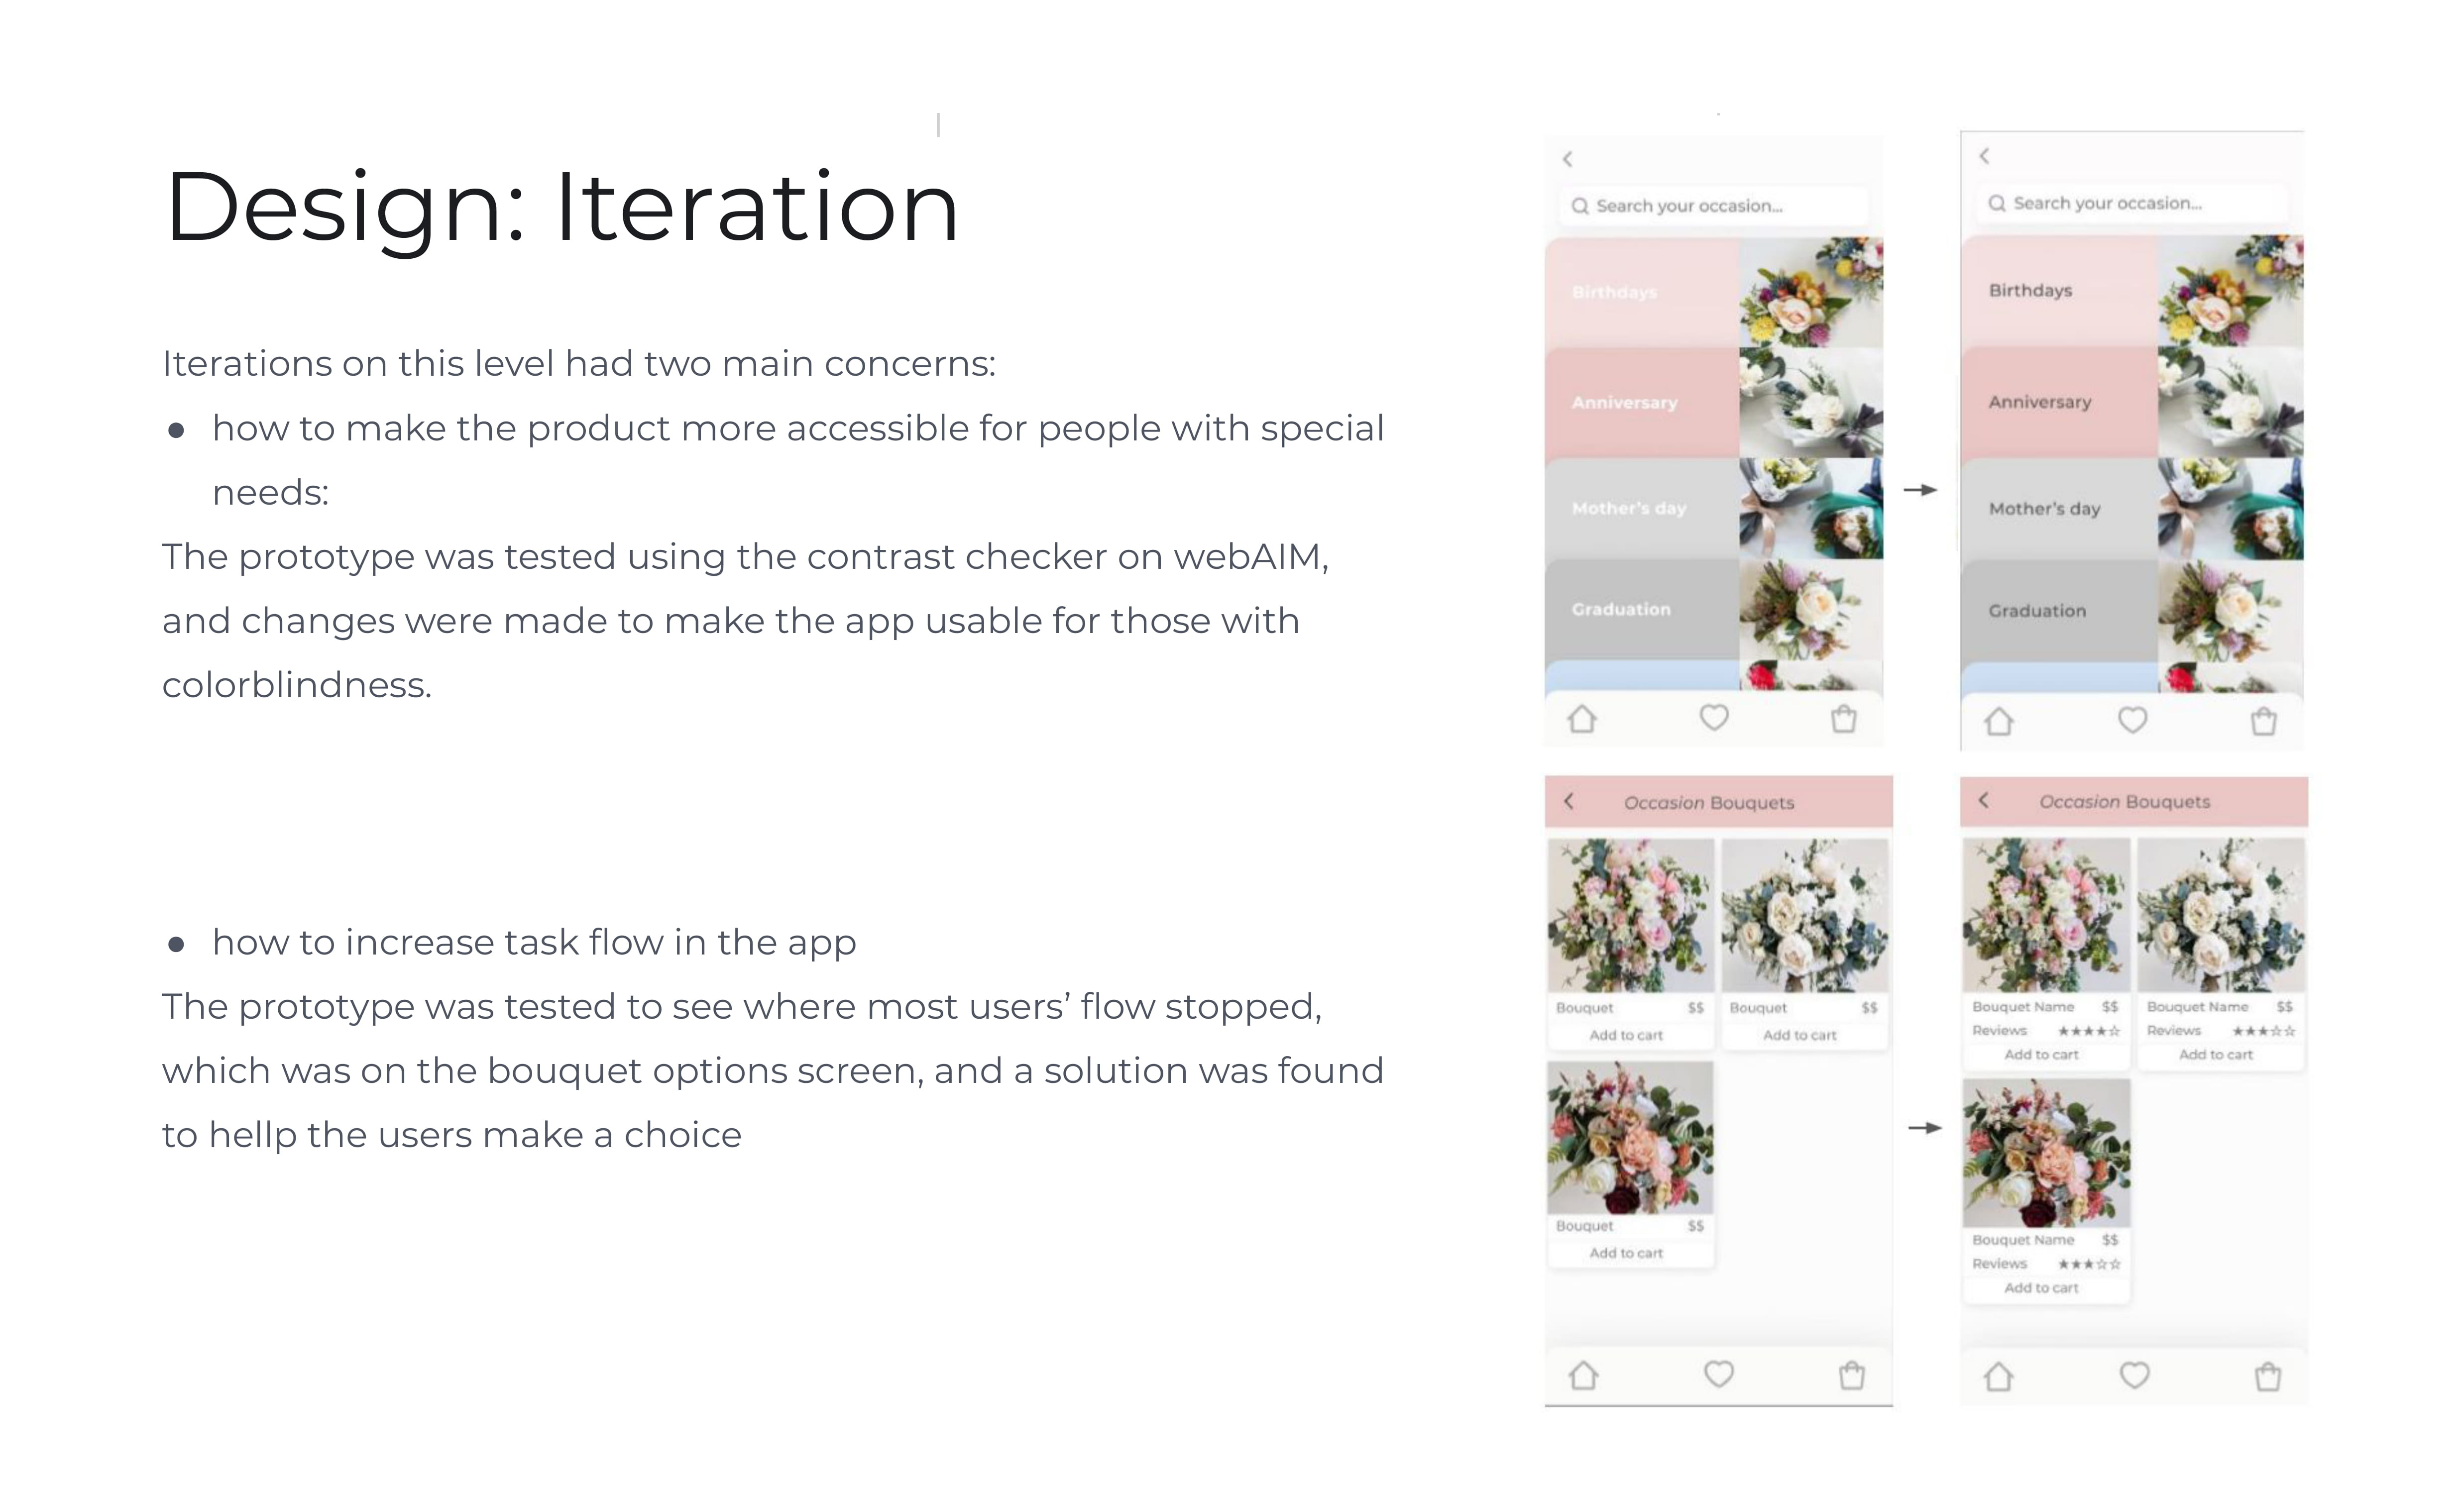 Design: Iteration
Iterations on this level had two main concerns:
● how to make the product more accessible for people with special
needs:
The prototype was tested using the contrast checker on webAIM,
and changes were made to make the app usable for those with
colorblindness.
● how to increase task flow in the app
The prototype was tested to see where most users’ flow stopped,
which was on the bouquet options screen, and a solution was found
to hellp the users make a choice
Search your occasion...
Birthdays
Anniversary
Mother’s day
Graduation
Search your occasion...
Birthdays
Anniversary
Mother’s day
Graduation
Occasion Bouquets
Bouquet $$
Add to cart
Bouquet $$
Add to cart
Bouquet $$
Add to cart
Occasion Bouquets
Bouquet Name $$
Reviews ★★★★☆
Add to cart
Bouquet Name $$
Reviews ★★★☆☆
Add to cart
Bouquet Name $$
Reviews ★★★☆☆
Add to cart